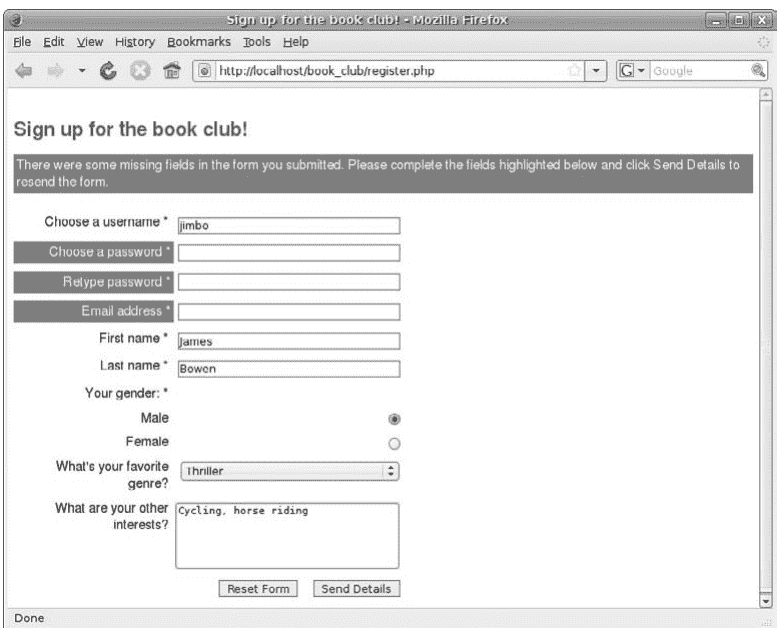 Sign up for the book club! - Mozilla Firefox
File Edit View History Bookmarks Tools Help
http://localhost/book_club/register.php
G Google
Sign up for the book club!
There were some missing fields in the form you submitted. Please complete the fields highlighted below and click Send Details to
resend the form.
Choose a username * jimbo
Choose a password *
Retype password *
Email address *
First name * James
Last name * Bowen
Your gender: *
Male
Female
What's your favorite
genre?
Thriller
What are your other
interests?
Cycling, horse riding
Reset Form Send Details
Done